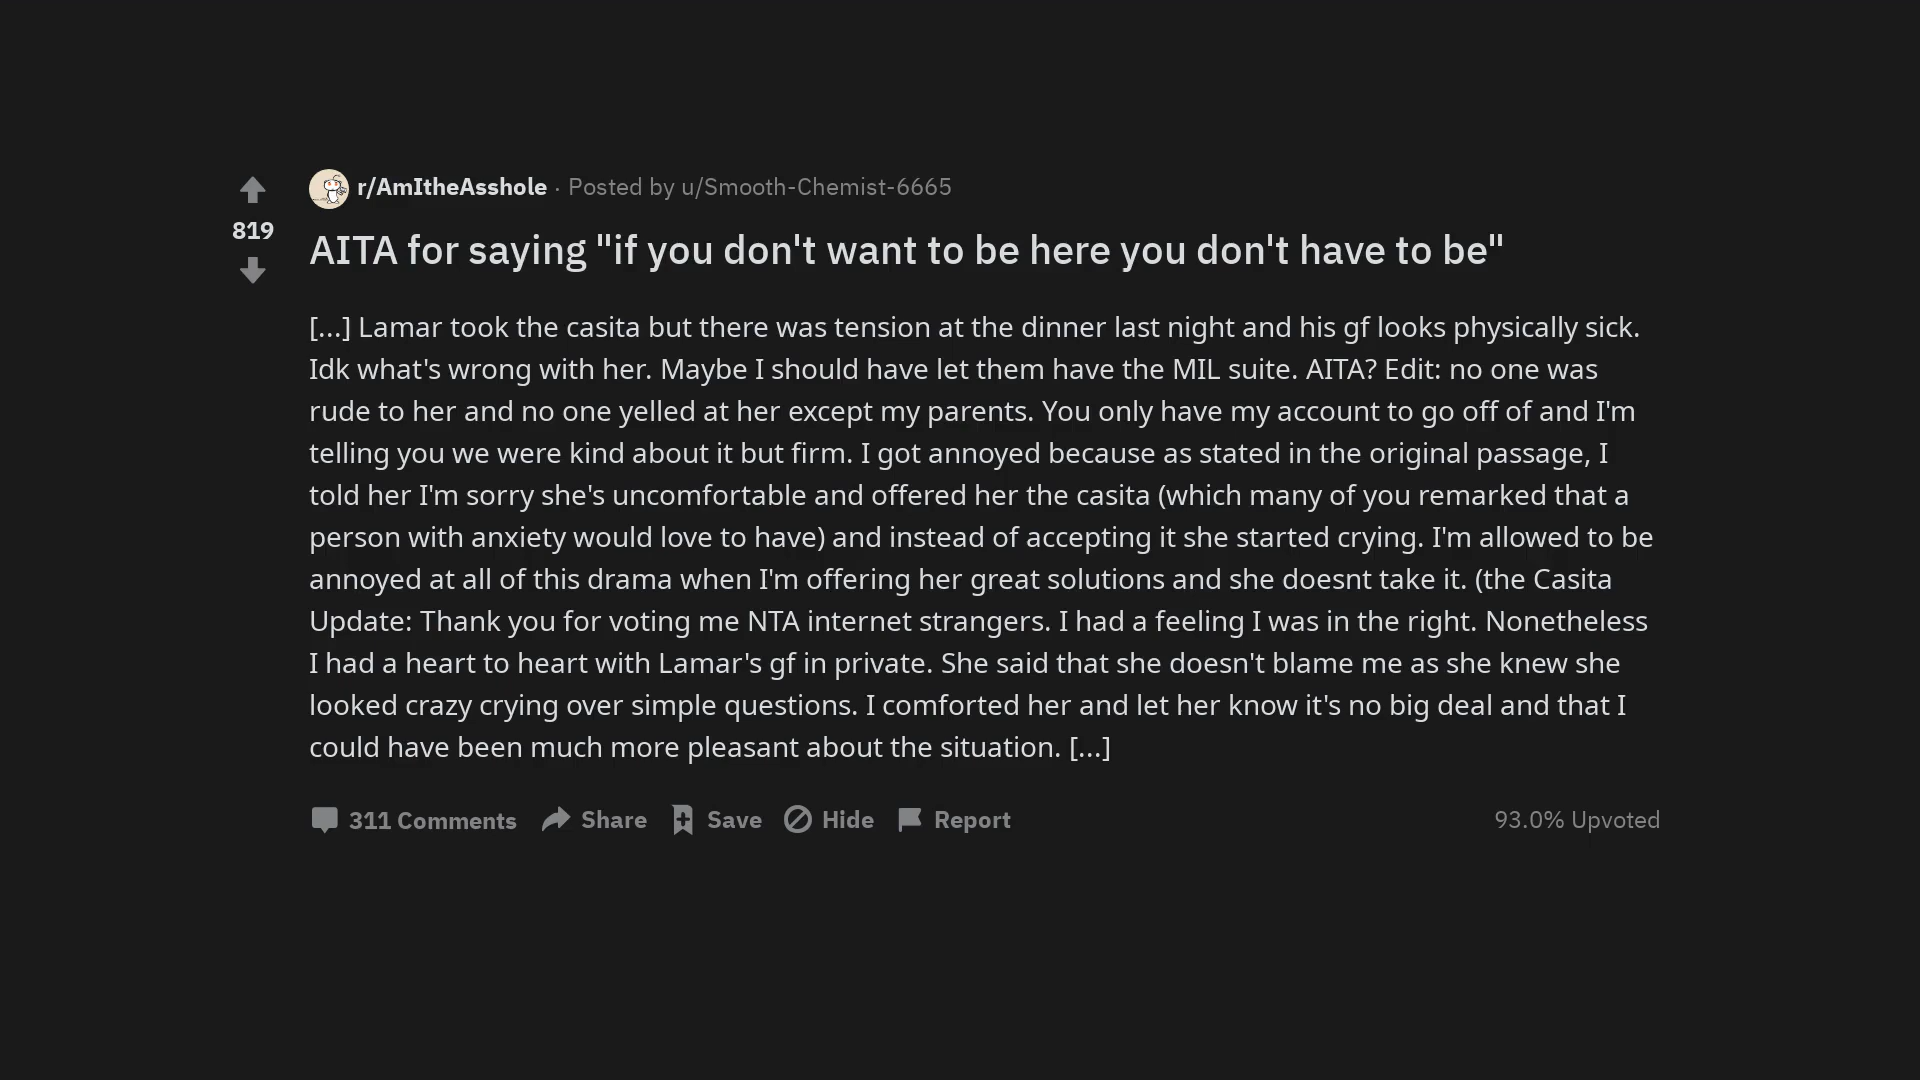 r/AmItheAsshole · Posted by u/Smooth-Chemist-6665
819
AITA for saying "if you don't want to be here you don't have to be"
[...] Lamar took the casita but there was tension at the dinner last night and his gf looks physically sick.
Idk what's wrong with her. Maybe I should have let them have the MIL suite. AITA? Edit: no one was
rude to her and no one yelled at her except my parents. You only have my account to go off of and I'm
telling you we were kind about it but firm. I got annoyed because as stated in the original passage, I
told her I'm sorry she's uncomfortable and offered her the casita (which many of you remarked that a
person with anxiety would love to have) and instead of accepting it she started crying. I'm allowed to be
annoyed at all of this drama when I'm offering her great solutions and she doesnt take it. (the Casita
Update: Thank you for voting me NTA internet strangers. I had a feeling I was in the right. Nonetheless
I had a heart to heart with Lamar's gf in private. She said that she doesn't blame me as she knew she
looked crazy crying over simple questions. I comforted her and let her know it's no big deal and that I
could have been much more pleasant about the situation. [...]
311 Comments Share Save Hide Report 93.0% Upvoted